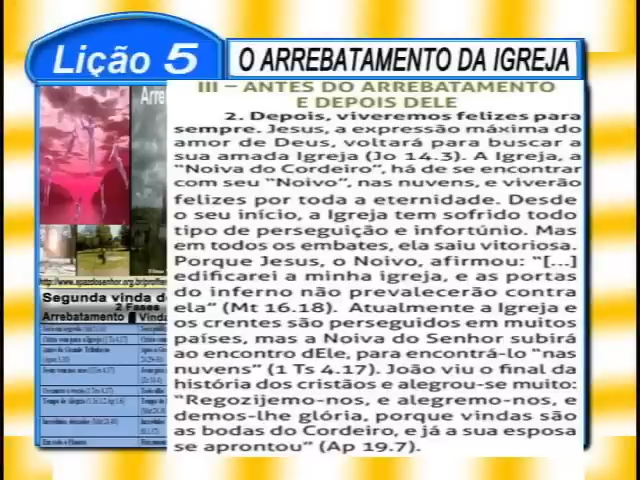 Lição 5
O ARREBATAMENTO DA IGREJA
III – ANTES DO ARREBATAMENTO
E DEPOIS DELE
2. Depois, viveremos felizes para
sempre. Jesus, a expressão máxima do
amor de Deus, voltará para buscar a
sua amada Igreja (Jo 14.3). A Igreja, a
“Noiva do Cordeiro”, há de se encontrar
com seu “Noivo”, nas nuvens, e viverão
felizes por toda a eternidade. Desde
o seu início, a Igreja tem sofrido todo
tipo de perseguição e infortúnio. Mas
em todos os embates, ela saiu vitoriosa.
Porque Jesus, o Noivo, afirmou: “[...]
edificarei a minha igreja, e as portas
do inferno não prevalecerão contra
ela” (Mt 16.18). Atualmente a Igreja e
os crentes são perseguidos em muitos
países, mas a Noiva do Senhor subirá
ao encontro dEle, para encontrá-lo “nas
nuvens” (1 Ts 4.17). João viu o final da
história dos cristãos e alegrou-se muito:
“Regozijemo-nos, e alegremo-nos, e
demos-lhe glória, porque vindas são
as bodas do Cordeiro, e já a sua esposa
se aprontou” (Ap 19.7).
Arre
Segunda vinda d
2 Fases
Arrebatamento Vinda